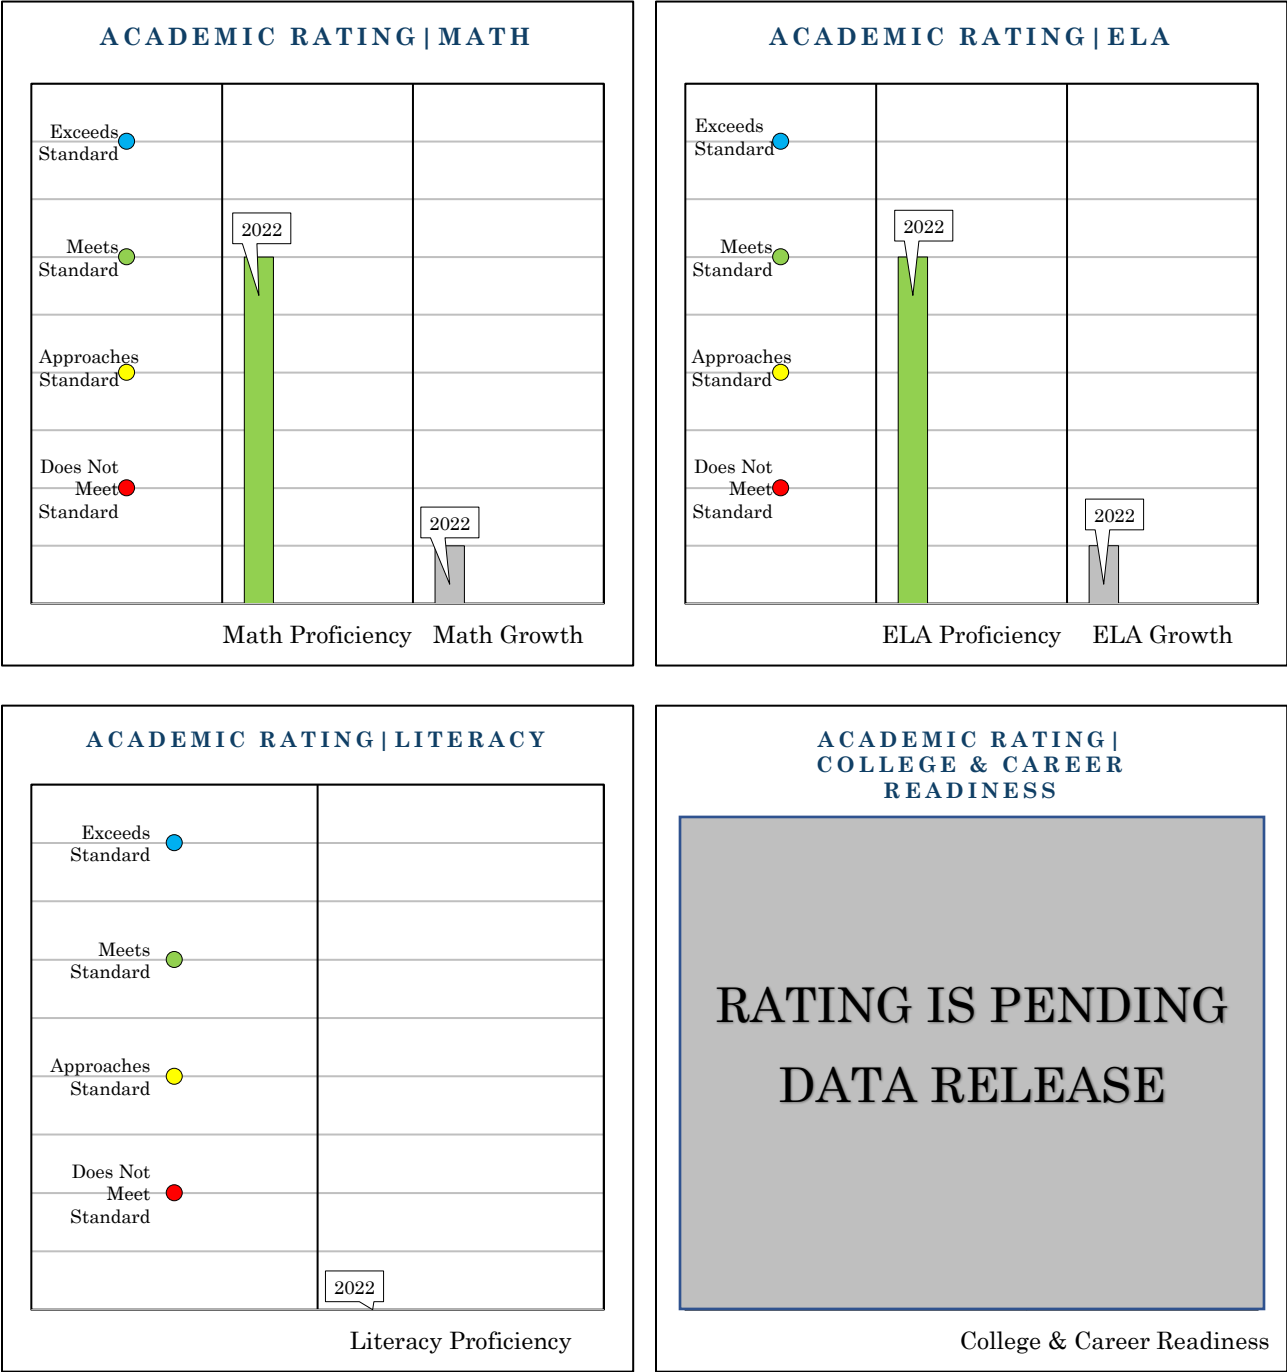 ACADEMIC RATING|MATH
Exceeds
Standard
2022
Meets
Standard
Approaches
Standard
Does Not
Meet
Standard
2022
Math Proficiency Math Growth
ACADEMIC RATING|ELA
Exceeds
Standard
2022
Meets
Standard
Approaches
Standard
Does Not
Meet
Standard
2022
ELA Proficiency ELA Growth
ACADEMIC RATING|LITERACY
Exceeds
Standard
Meets
Standard
Approaches
Standard
Does Not
Meet
Standard
2022
Literacy Proficiency
ACADEMIC RATING|
COLLEGE & CAREER
READINESS
RATING IS PENDING
DATA RELEASE
College & Career Readiness